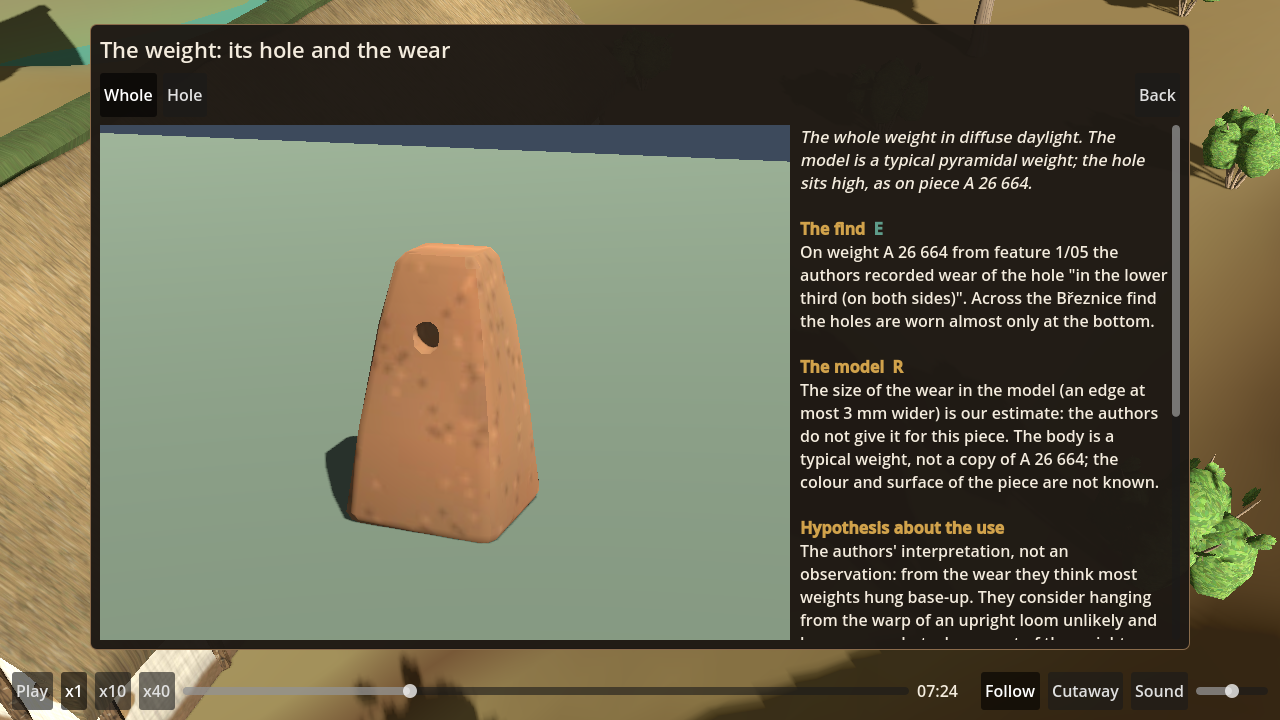 The weight: its hole and the wear
Whole Hole Back
The whole weight in diffuse daylight. The
model is a typical pyramidal weight; the hole
sits high, as on piece A 26 664.
The find E
On weight A 26 664 from feature 1/05 the
authors recorded wear of the hole "in the lower
third (on both sides)". Across the Březnice find
the holes are worn almost only at the bottom.
The model R
The size of the wear in the model (an edge at
most 3 mm wider) is our estimate: the authors
do not give it for this piece. The body is a
typical weight, not a copy of A 26 664; the
colour and surface of the piece are not known.
Hypothesis about the use
The authors' interpretation, not an
observation: from the wear they think most
weights hung base-up. They consider hanging
from the warp of an upright loom unlikely and
Play x1 x10 x40 07:24 Follow Cutaway Sound